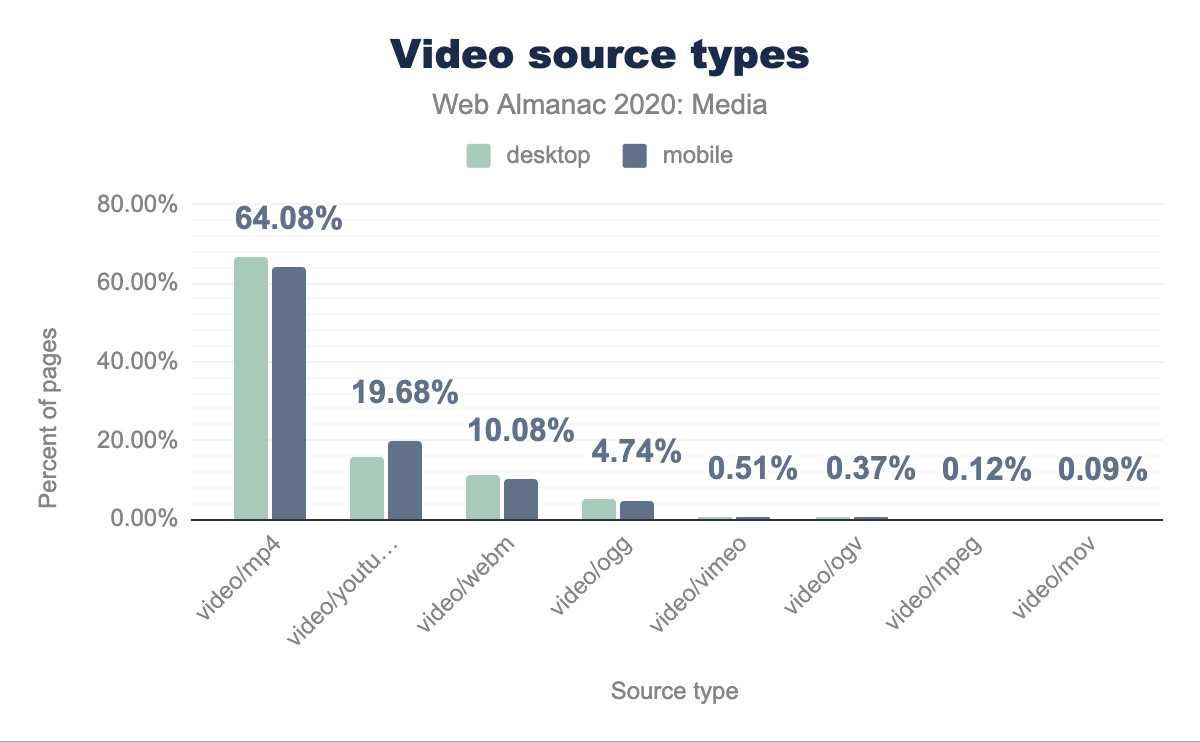 Video source types
Web Almanac 2020: Media
desktop
mobile
80.00%
60.00%
40.00%
20.00%
0.00%
Percent of pages
64.08%
19.68%
10.08%
4.74%
0.51%
0.37%
0.12%
0.09%
video/mp4
video/youtu…
video/webm
video/ogg
video/vimeo
video/ogv
video/mpeg
video/mov
Source type